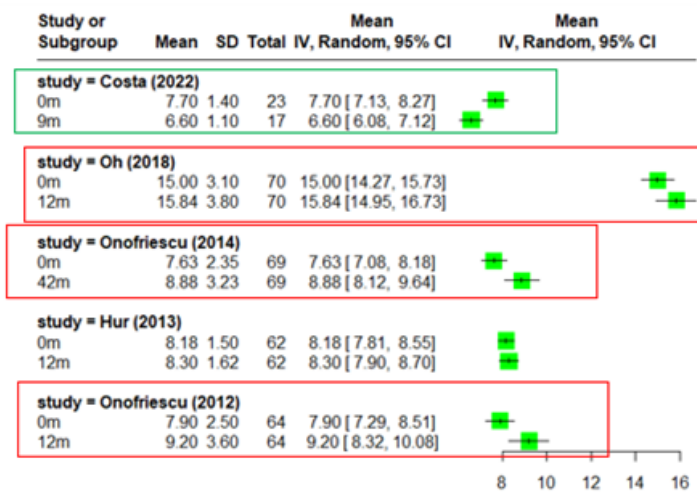 Study or Mean Mean
Subgroup Mean SD Total IV, Random, 95% CI IV, Random, 95% CI
study = Costa (2022)
0m 7.70 1.40 23 7.70 [ 7.13, 8.27]
9m 6.60 1.10 17 6.60 [ 6.08, 7.12]
study = Oh (2018)
0m 15.00 3.10 70 15.00 [14.27, 15.73]
12m 15.84 3.80 70 15.84 [14.95, 16.73]
study = Onofriescu (2014)
0m 7.63 2.35 69 7.63 [ 7.08, 8.18]
42m 8.88 3.23 69 8.88 [ 8.12, 9.64]
study = Hur (2013)
0m 8.18 1.50 62 8.18 [ 7.81, 8.55]
12m 8.30 1.62 62 8.30 [ 7.90, 8.70]
study = Onofriescu (2012)
0m 7.90 2.50 64 7.90 [ 7.29, 8.51]
12m 9.20 3.60 64 9.20 [ 8.32, 10.08]
8 10 12 14 16